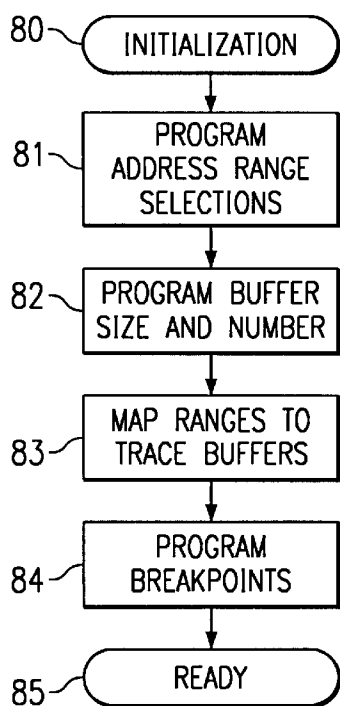 80 INITIALIZATION
81 PROGRAM
ADDRESS RANGE
SELECTIONS
82 PROGRAM BUFFER
SIZE AND NUMBER
83 MAP RANGES TO
TRACE BUFFERS
84 PROGRAM
BREAKPOINTS
85 READY